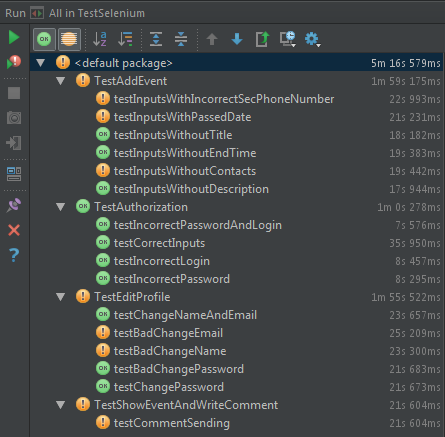 Run All in TestSelenium
<default package> 5m 16s 579ms
TestAddEvent 1m 59s 175ms
testInputsWithIncorrectSecPhoneNumber 22s 993ms
testInputsWithPassedDate 21s 231ms
testInputsWithoutTitle 18s 182ms
testInputsWithoutEndTime 19s 383ms
testInputsWithoutContacts 19s 442ms
testInputsWithoutDescription 17s 944ms
TestAuthorization 1m 0s 278ms
testIncorrectPasswordAndLogin 7s 576ms
testCorrectInputs 35s 950ms
testIncorrectLogin 8s 457ms
testIncorrectPassword 8s 295ms
TestEditProfile 1m 55s 522ms
testChangeNameAndEmail 23s 657ms
testBadChangeEmail 25s 209ms
testBadChangeName 23s 300ms
testBadChangePassword 21s 683ms
testChangePassword 21s 673ms
TestShowEventAndWriteComment 21s 604ms
testCommentSending 21s 604ms